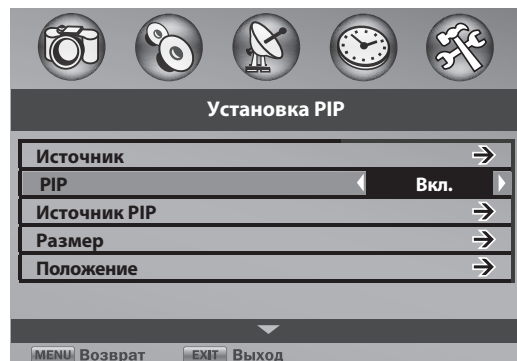 Установка PIP
Источник
PIP Вкл.
Источник PIP
Размер
Положение
MENU Возврат EXIT Выход